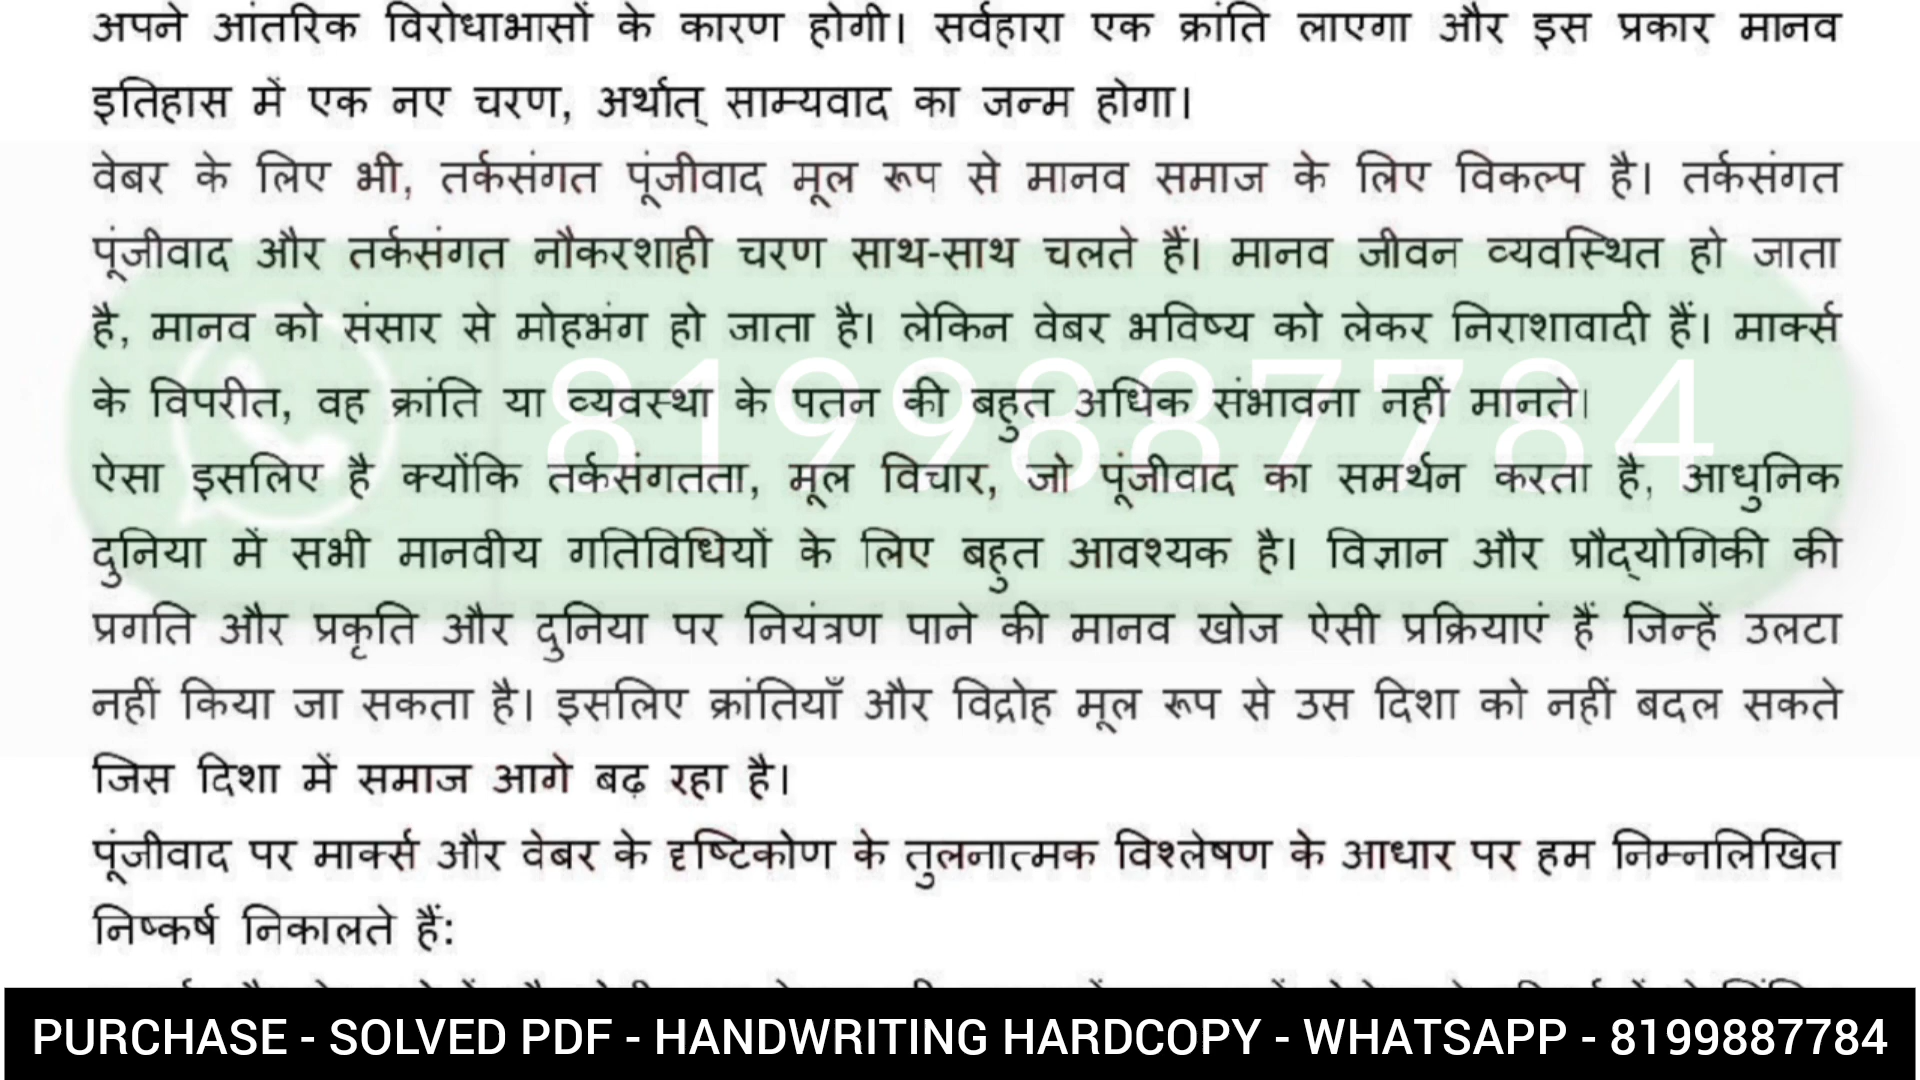 अपने आंतरिक विरोधाभासों के कारण होगी। सर्वहारा एक क्रांति लाएगा और इस प्रकार मानव
इतिहास में एक नए चरण, अर्थात् साम्यवाद का जन्म होगा।
वेबर के लिए भी, तर्कसंगत पूंजीवाद मूल रूप से मानव समाज के लिए विकल्प है। तर्कसंगत
पूंजीवाद और तर्कसंगत नौकरशाही चरण साथ-साथ चलते हैं। मानव जीवन व्यवस्थित हो जाता
है, मानव को संसार से मोहभंग हो जाता है। लेकिन वेबर भविष्य को लेकर निराशावादी हैं। मार्क्स
के विपरीत, वह क्रांति या व्यवस्था के पतन की बहुत अधिक संभावना नहीं मानते।
8199887784
ऐसा इसलिए है क्योंकि तर्कसंगतता, मूल विचार, जो पूंजीवाद का समर्थन करता है, आधुनिक
दुनिया में सभी मानवीय गतिविधियों के लिए बहुत आवश्यक है। विज्ञान और प्रौद्योगिकी की
प्रगति और प्रकृति और दुनिया पर नियंत्रण पाने की मानव खोज ऐसी प्रक्रियाएं हैं जिन्हें उलटा
नहीं किया जा सकता है। इसलिए क्रांतियाँ और विद्रोह मूल रूप से उस दिशा को नहीं बदल सकते
जिस दिशा में समाज आगे बढ़ रहा है।
पूंजीवाद पर मार्क्स और वेबर के दृष्टिकोण के तुलनात्मक विश्लेषण के आधार पर हम निम्नलिखित
निष्कर्ष निकालते हैं:
PURCHASE - SOLVED PDF - HANDWRITING HARDCOPY - WHATSAPP - 8199887784